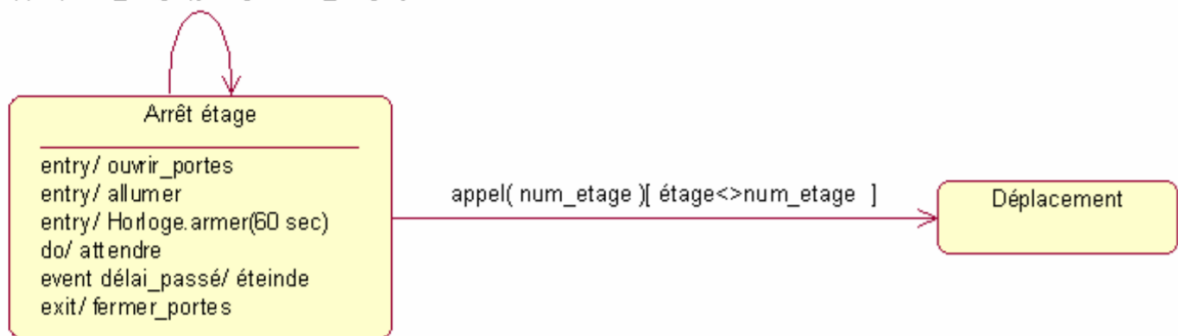 Arrêt étage
entry/ ouvrir_portes
entry/ allumer
entry/ Horloge.armer(60 sec)
do/ attendre
event délai_passé/ éteinde
exit/ fermer_portes
appel( num_etage )[ étage<>num_etage ]
Déplacement